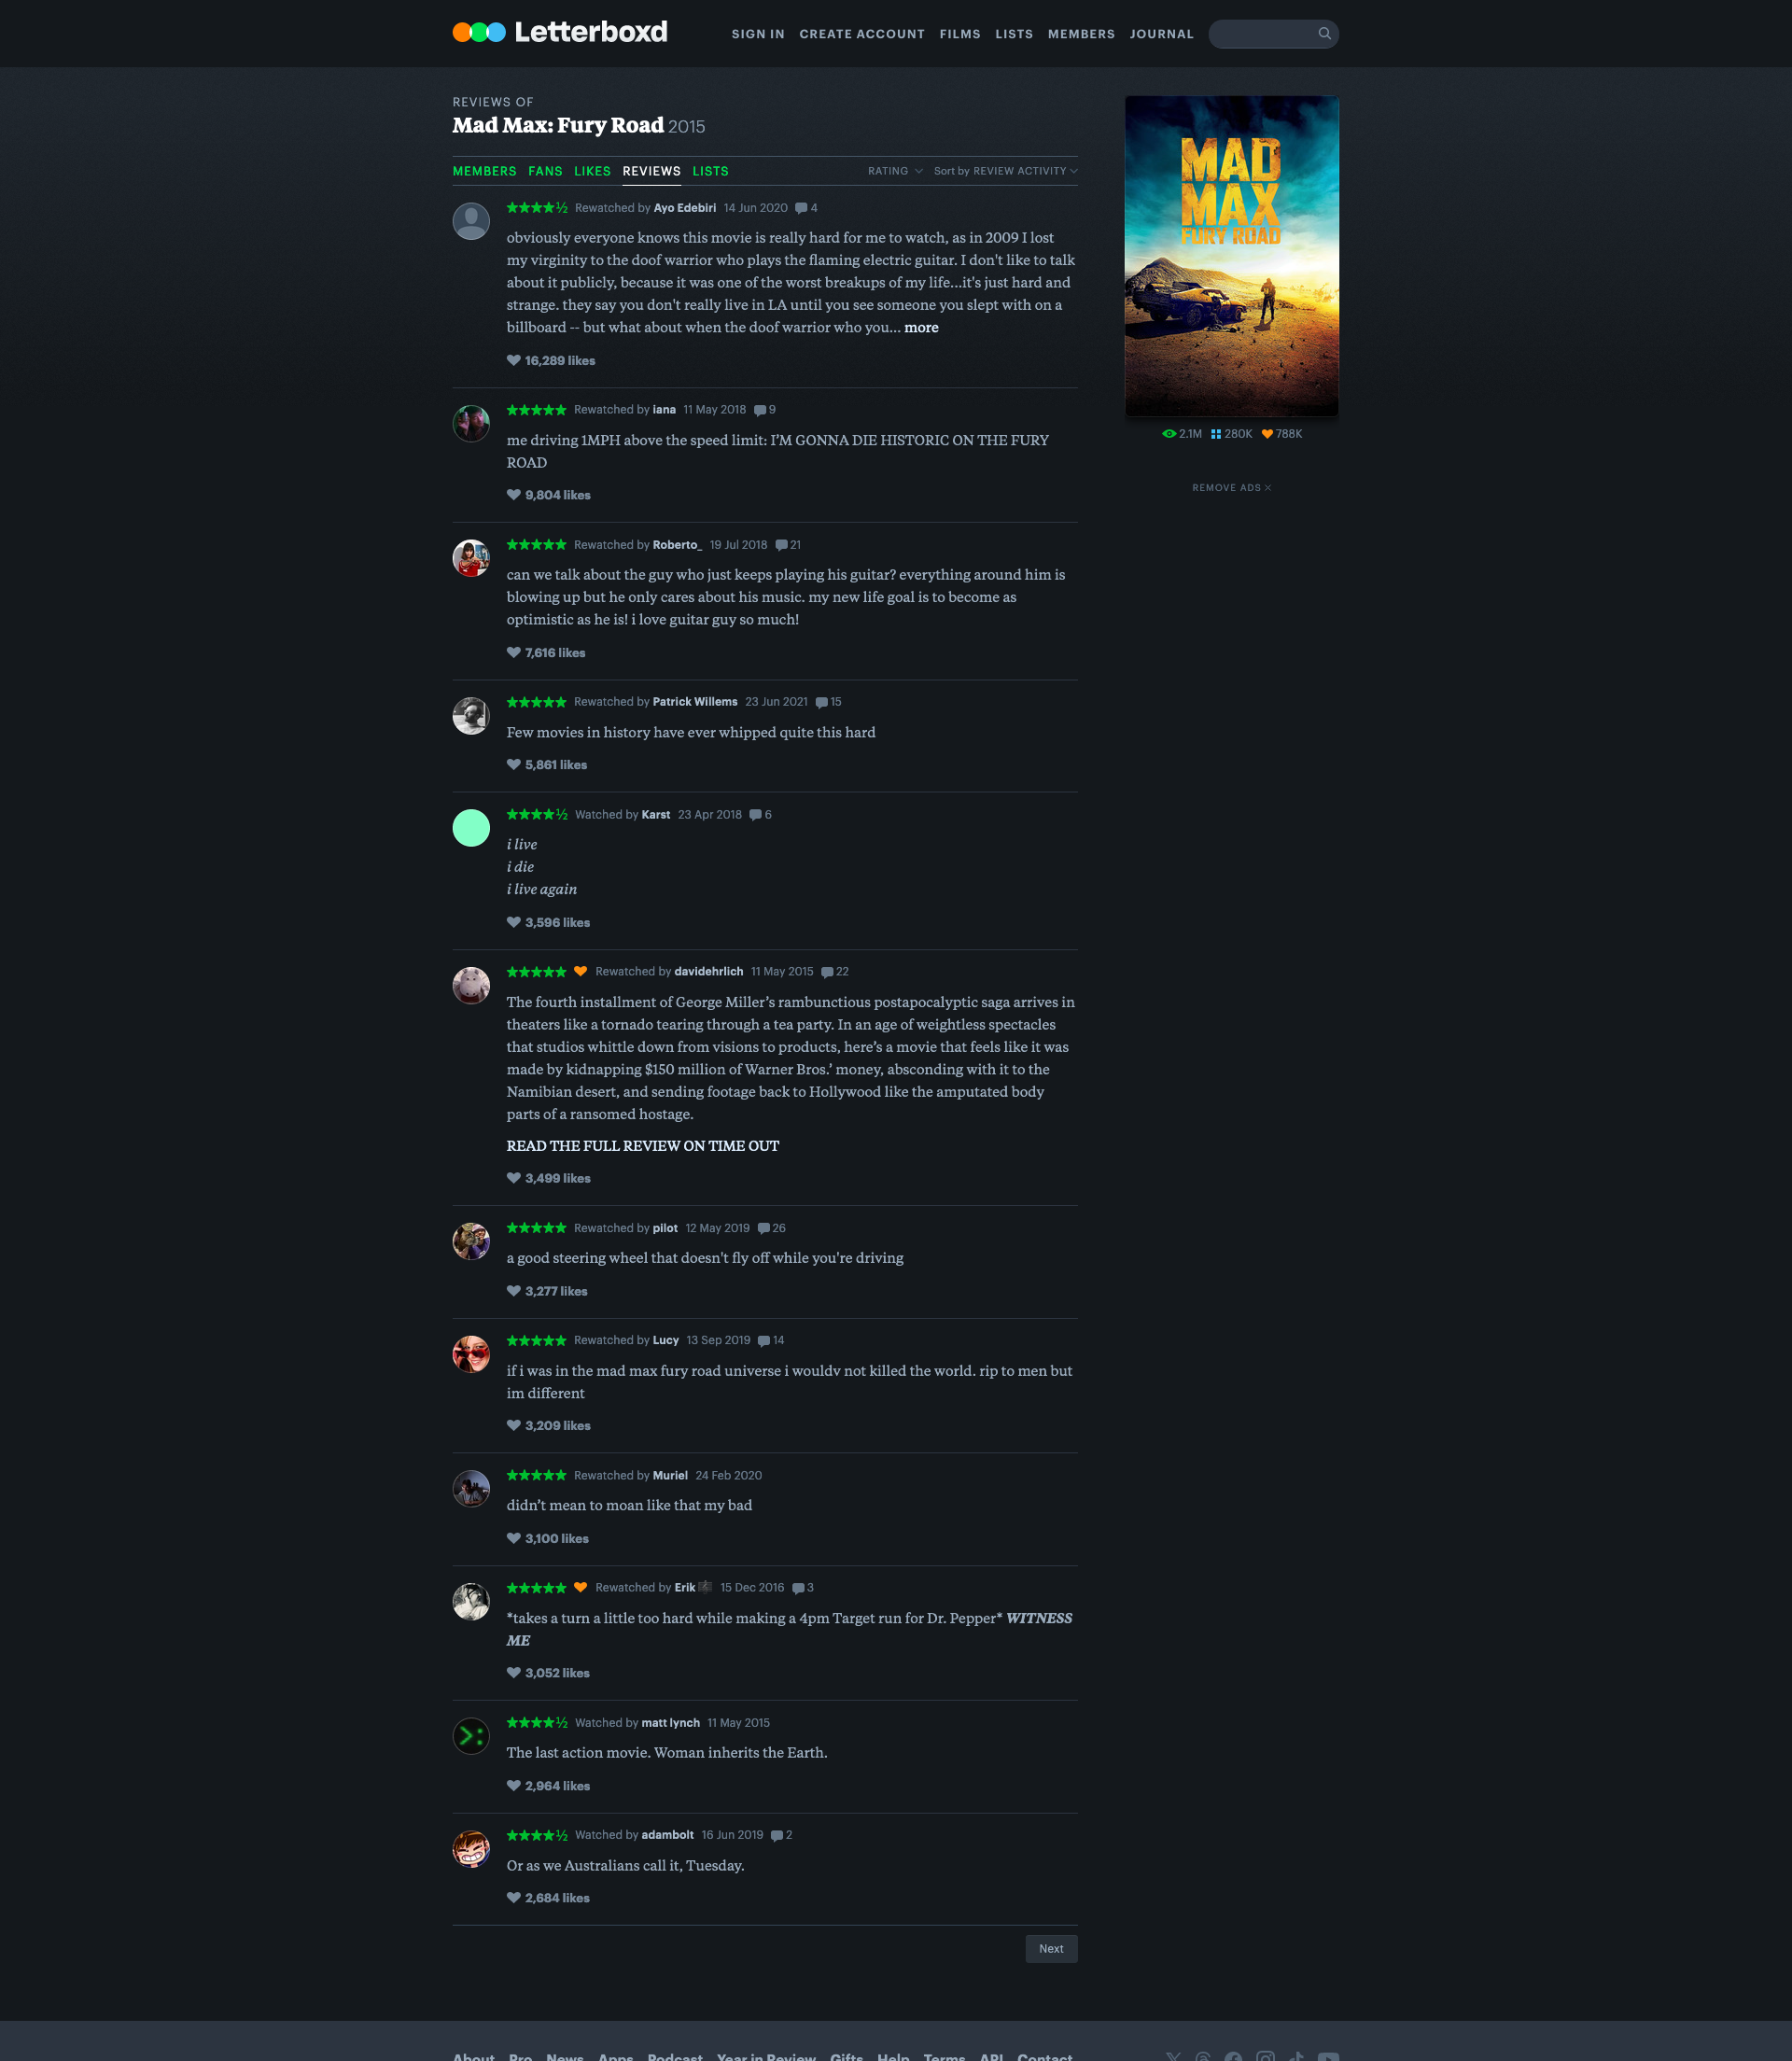 Letterboxd
SIGN IN CREATE ACCOUNT FILMS LISTS MEMBERS JOURNAL
REVIEWS OF
Mad Max: Fury Road 2015
MEMBERS FANS LIKES REVIEWS LISTS RATING Sort by REVIEW ACTIVITY
★★★★½ Rewatched by Ayo Edebiri 14 Jun 2020 4
obviously everyone knows this movie is really hard for me to watch, as in 2009 I lost
my virginity to the doof warrior who plays the flaming electric guitar. I don't like to talk
about it publicly, because it was one of the worst breakups of my life...it's just hard and
strange. they say you don't really live in LA until you see someone you slept with on a
billboard -- but what about when the doof warrior who you... more
16,289 likes
★★★★★ Rewatched by iana 11 May 2018 9
me driving 1MPH above the speed limit: I'M GONNA DIE HISTORIC ON THE FURY
ROAD
9,804 likes
★★★★★ Rewatched by Roberto_ 19 Jul 2018 21
can we talk about the guy who just keeps playing his guitar? everything around him is
blowing up but he only cares about his music. my new life goal is to become as
optimistic as he is! i love guitar guy so much!
7,616 likes
★★★★★ Rewatched by Patrick Willems 23 Jun 2021 15
Few movies in history have ever whipped quite this hard
5,861 likes
★★★★½ Watched by Karst 23 Apr 2018 6
i live
i die
i live again
3,596 likes
★★★★★ Rewatched by davidehrlich 11 May 2015 22
The fourth installment of George Miller’s rambunctious postapocalyptic saga arrives in
theaters like a tornado tearing through a tea party. In an age of weightless spectacles
that studios whittle down from visions to products, here’s a movie that feels like it was
made by kidnapping $150 million of Warner Bros.’ money, absconding with it to the
Namibian desert, and sending footage back to Hollywood like the amputated body
parts of a ransomed hostage.
READ THE FULL REVIEW ON TIME OUT
3,499 likes
★★★★★ Rewatched by pilot 12 May 2019 26
a good steering wheel that doesn't fly off while you're driving
3,277 likes
★★★★★ Rewatched by Lucy 13 Sep 2019 14
if i was in the mad max fury road universe i wouldv not killed the world. rip to men but
im different
3,209 likes
★★★★★ Rewatched by Muriel 24 Feb 2020
didn’t mean to moan like that my bad
3,100 likes
★★★★★ Rewatched by Erik 15 Dec 2016 3
*takes a turn a little too hard while making a 4pm Target run for Dr. Pepper* WITNESS
ME
3,052 likes
★★★★½ Watched by matt lynch 11 May 2015
The last action movie. Woman inherits the Earth.
2,964 likes
★★★★½ Watched by adambolt 16 Jun 2019 2
Or as we Australians call it, Tuesday.
2,684 likes
Next
MAD
MAX
FURY ROAD
2.1M 280K 788K
REMOVE ADS
About Pro News Apps Podcast Year in Review Gifts Help Terms API Contact